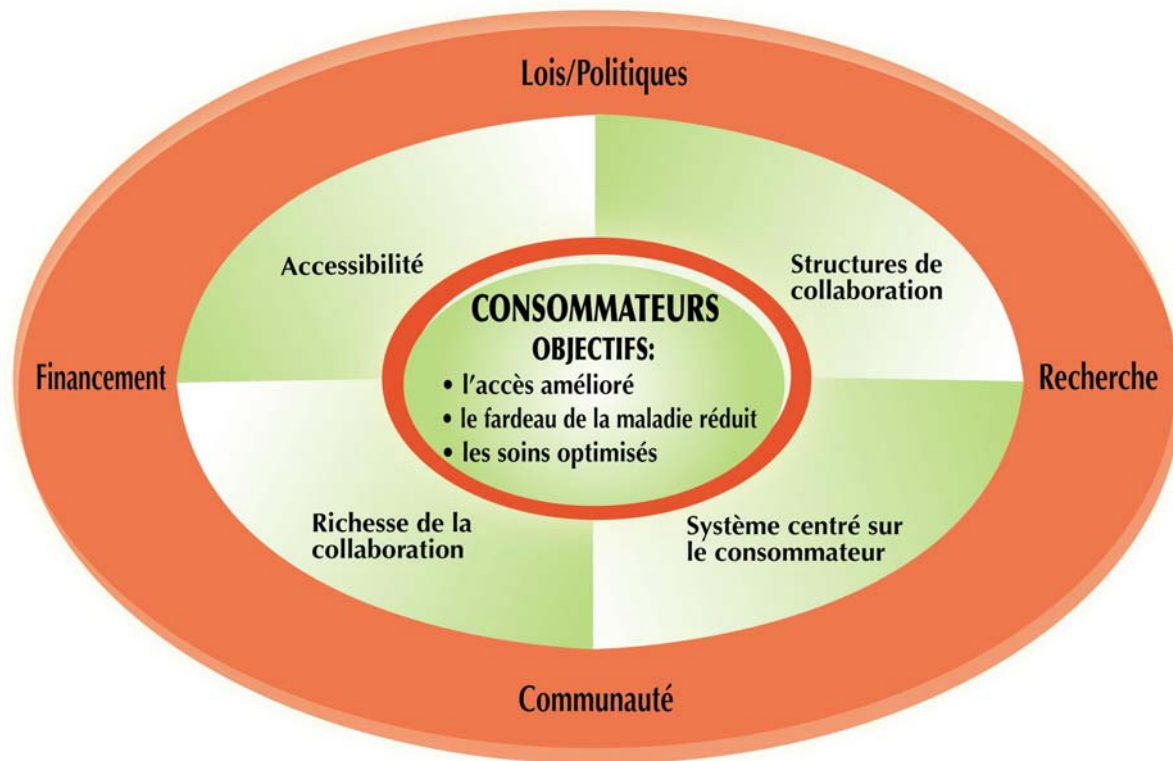 Lois/Politiques
Accessibilité
Structures de
collaboration
CONSOMMATEURS
OBJECTIFS:
• l'accès amélioré
• le fardeau de la maladie réduit
• les soins optimisés
Financement
Recherche
Richesse de la
collaboration
Système centré sur
le consommateur
Communauté